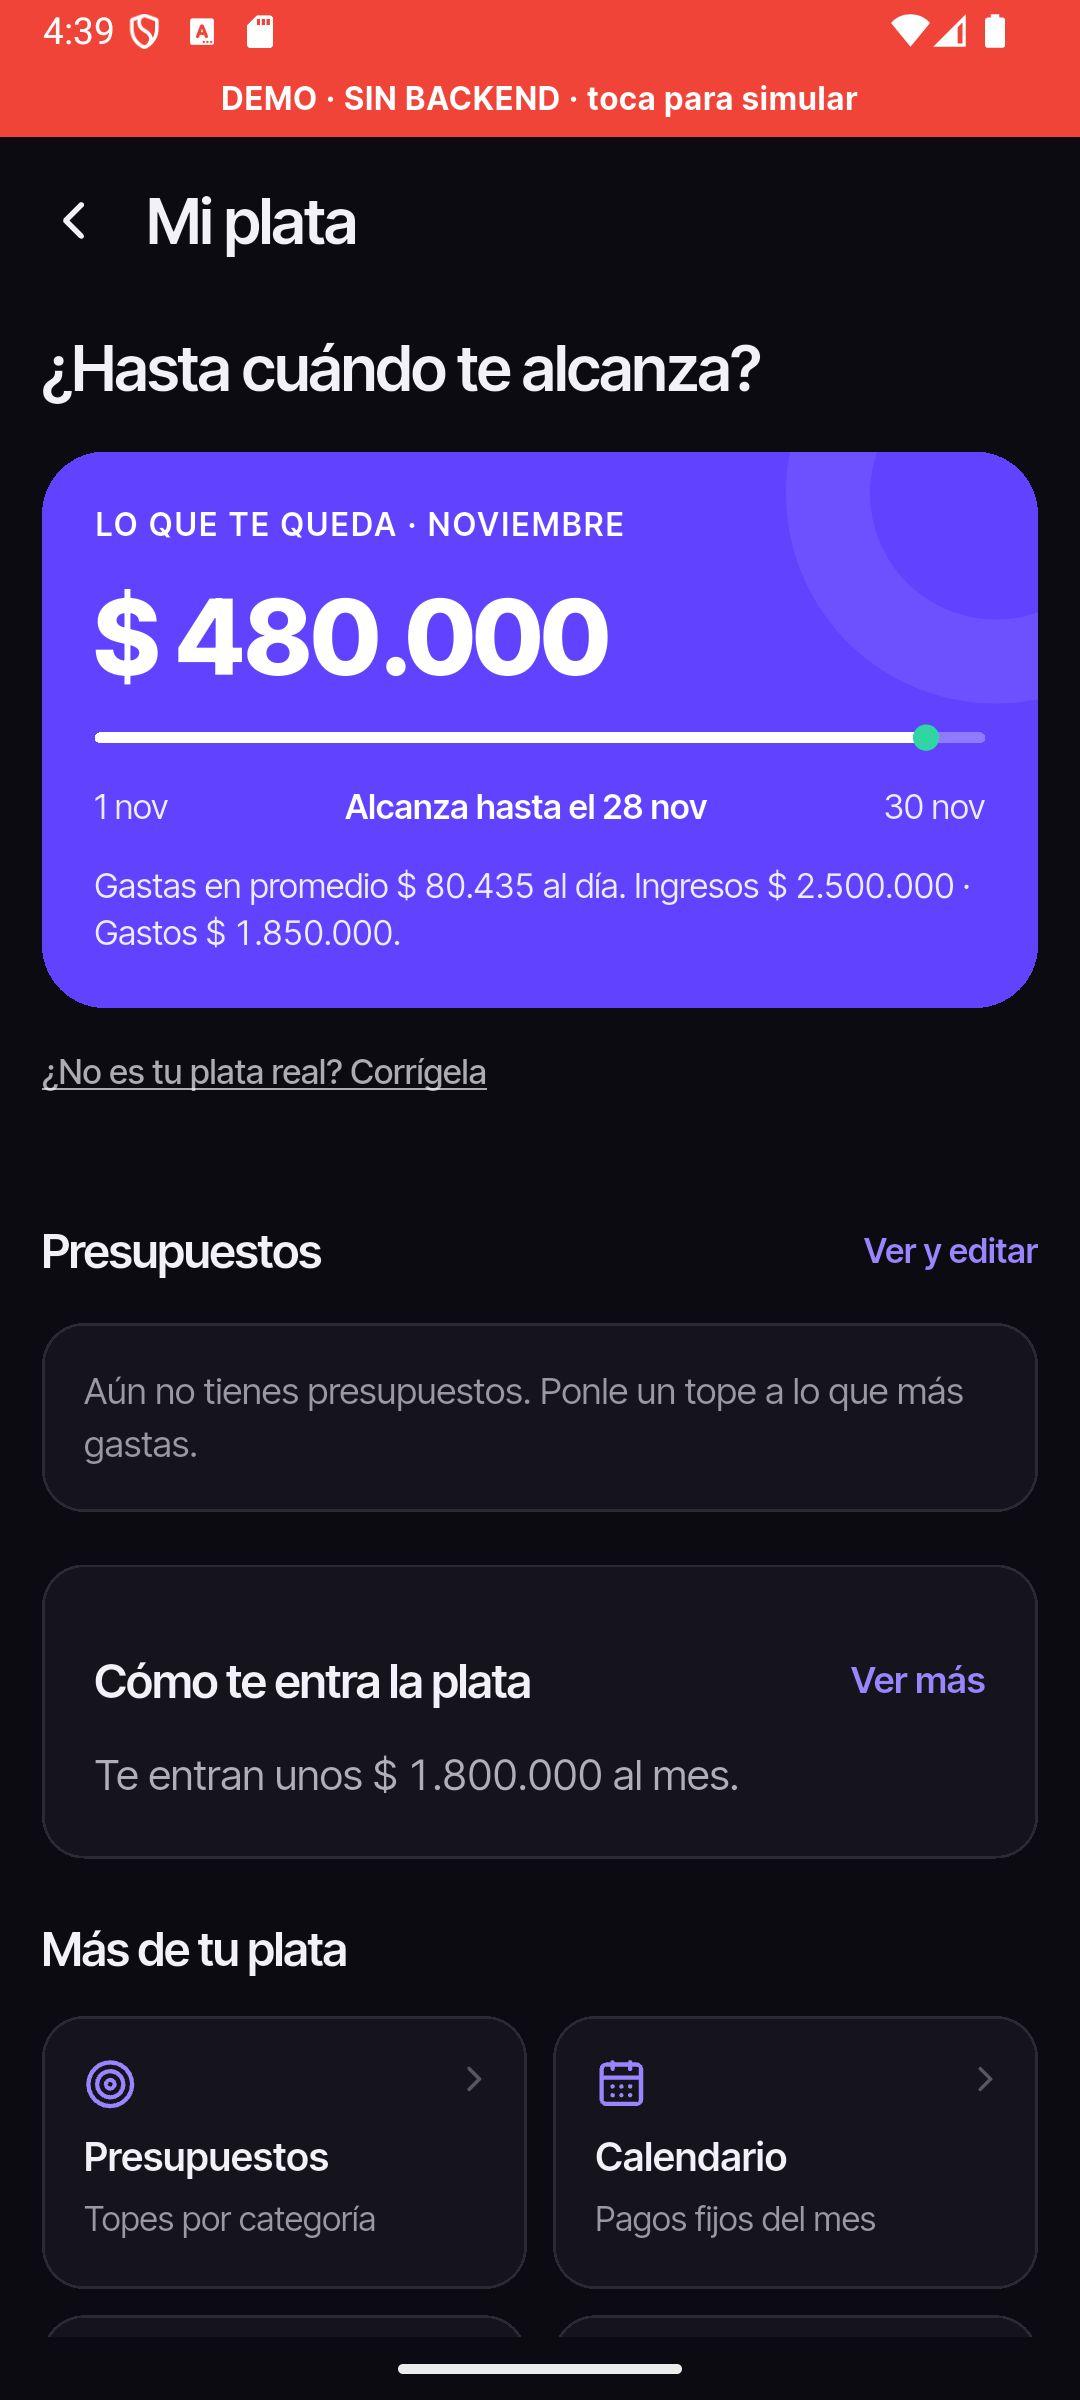 4:39
DEMO · SIN BACKEND · toca para simular
Mi plata
¿Hasta cuándo te alcanza?
LO QUE TE QUEDA · NOVIEMBRE
$ 480.000
1 nov
Alcanza hasta el 28 nov
30 nov
Gastas en promedio $ 80.435 al día. Ingresos $ 2.500.000 ·
Gastos $ 1.850.000.
¿No es tu plata real? Corrígela
Presupuestos
Ver y editar
Aún no tienes presupuestos. Ponle un tope a lo que más
gastas.
Cómo te entra la plata
Ver más
Te entran unos $ 1.800.000 al mes.
Más de tu plata
Presupuestos
Topes por categoría
Calendario
Pagos fijos del mes